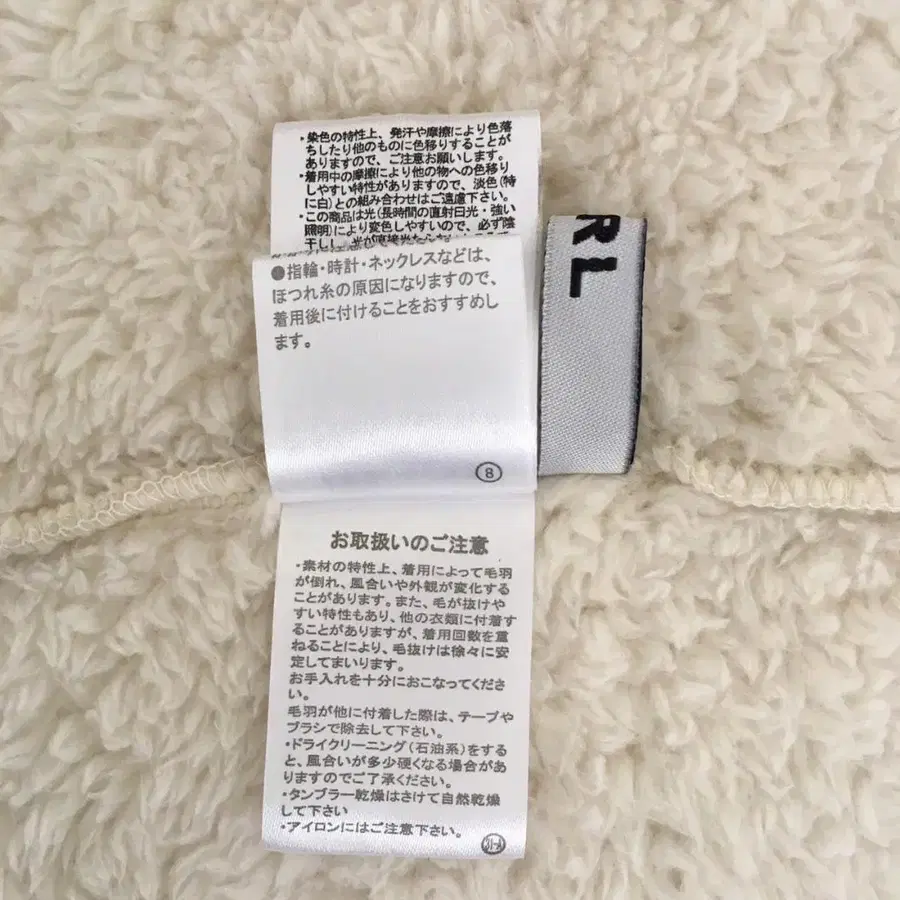 ・染色の特性上、発汗や摩擦により色落
ちしたり他のものに色移りすることが
ありますので、ご注意お願いします。
・着用中の摩擦により他の物への色移り
しやすい特性がありますので、淡色(特
に白)との組み合わせはご遠慮下さい。
・この商品は光(長時間の直射日光・強い
照明)により変色しやすいので、必ず陰
干しし、光が直接光
RL
●指輪・時計・ネックレスなどは、
ほつれ糸の原因になりますので、
着用後に付けることをおすすめし
ます。
8
お取扱いのご注意
・素材の特性上、着用によって毛羽
が倒れ、風合いや外観が変化する
ことがあります。また、毛が抜けや
すい特性もあり、他の衣類に付着す
ることがありますが、着用回数を重
ねることにより、毛抜けは徐々に安
定してまいります。
お手入れを十分におこなってくださ
い。
毛羽が他に付着した際は、テープや
ブラシで除去して下さい。
・ドライクリーニング(石油系)をする
と、風合いが多少硬くなる場合があ
りますのでご了承ください。
・タンブラー乾燥はさけて自然乾燥
して下さい
・アイロンにはご注意下さい。